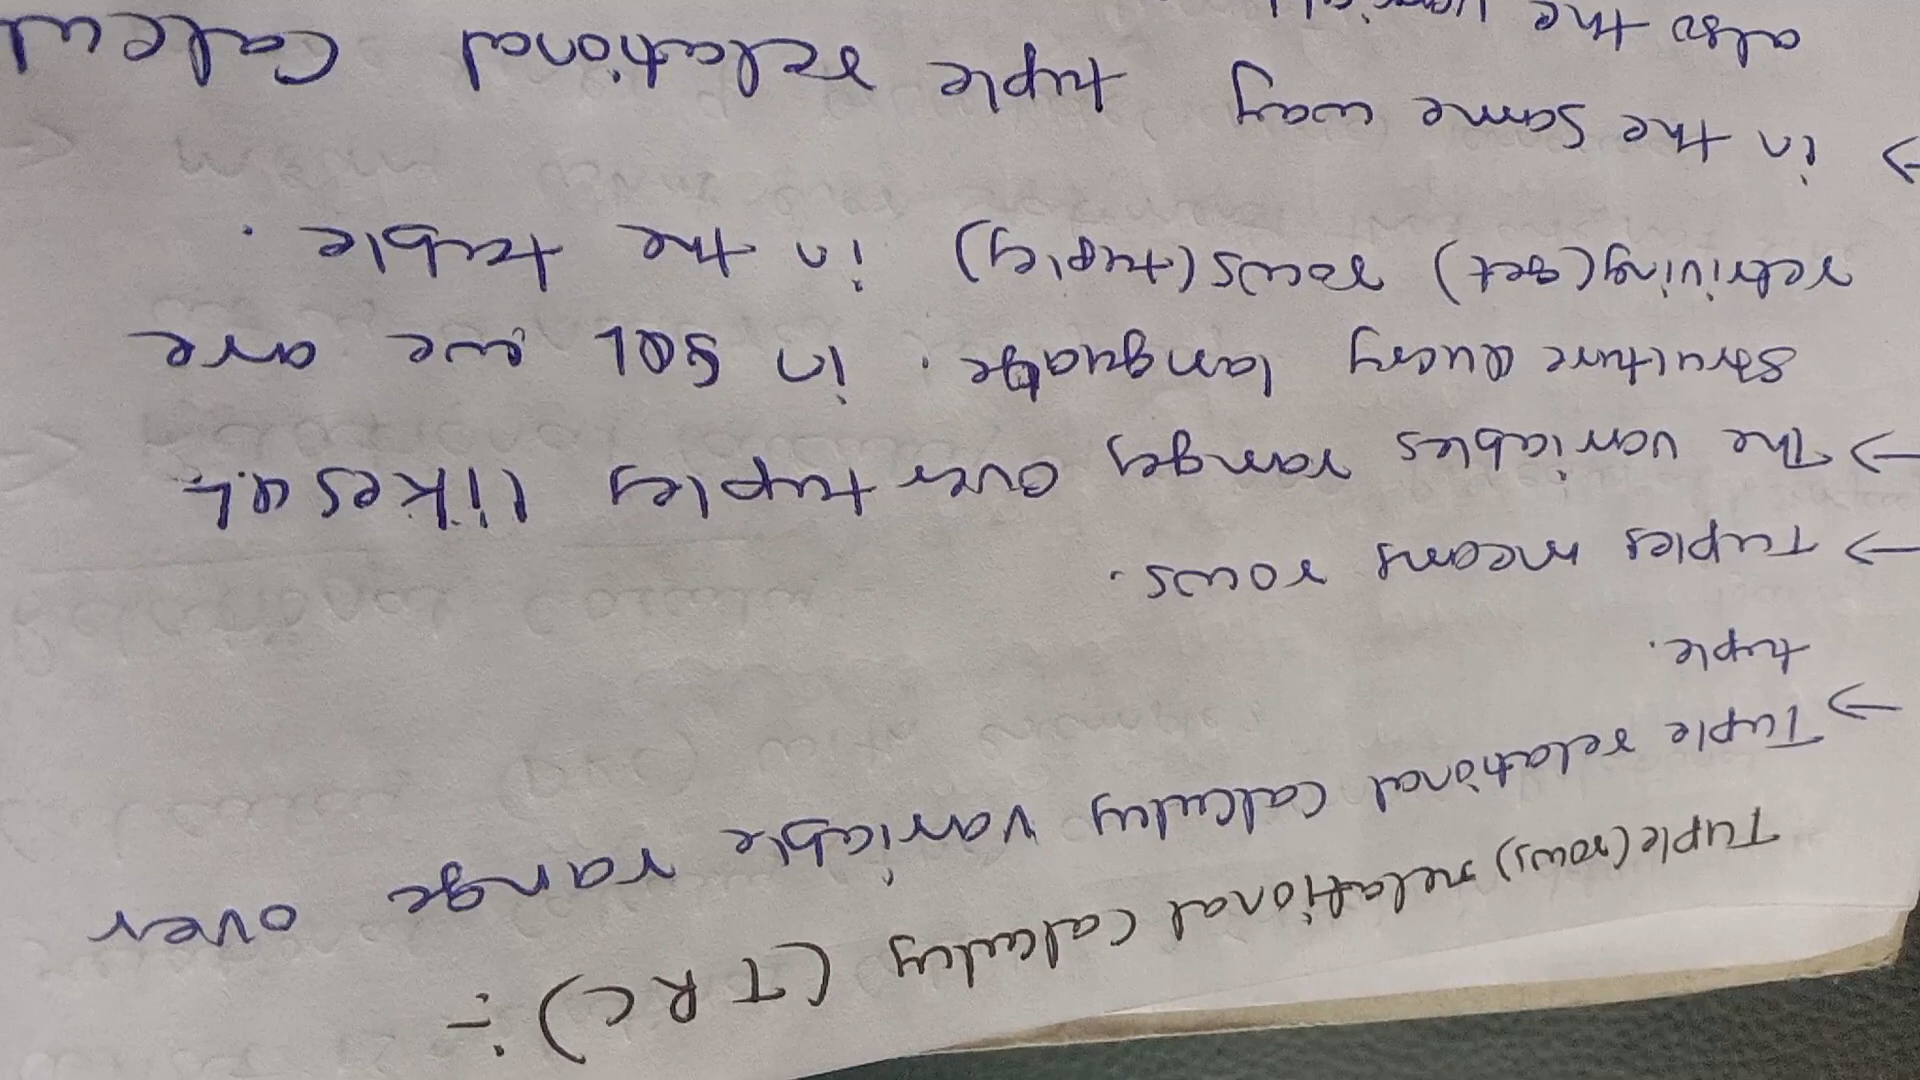 Tuple(rows) relational calculus (TRC) :-
→ Tuple relational calculus variable range over
tuple.
→ Tuples means rows.
→ The variables ranges over tuples like SQL
Structure Query language. in SQL we are
retriving(get) rows(tuples) in the table.
→ in the same way tuple relational Calcul
also the